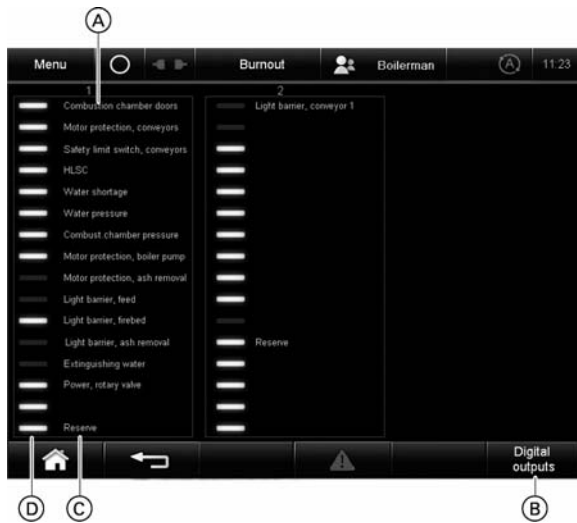 A
Menu Burnout Boilerman A 11:23
1 2
Combustion chamber doors Light barrier, conveyor 1
Motor protection, conveyors
Safety limit switch, conveyors
HLSC
Water shortage
Water pressure
Combust.chamber pressure
Motor protection, boiler pump
Motor protection, ash removal
Light barrier, feed
Light barrier, firebed
Light barrier, ash removal Reserve
Extinguishing water
Power, rotary valve
Reserve
Digital
outputs
D C B